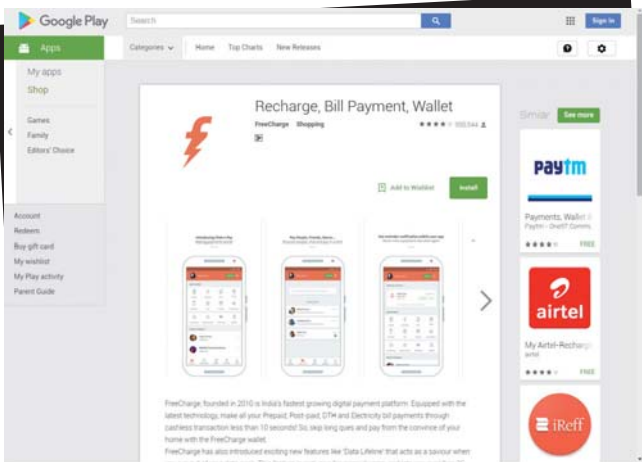 Google Play
Search
Sign in
Apps
Categories
Home
Top Charts
New Releases
My apps
Shop
Games
Family
Editors' Choice
Account
Redeem
Buy gift card
My wishlist
My Play activity
Parent Guide
Recharge, Bill Payment, Wallet
FreeCharge Shopping
Add to Wishlist
Install
FreeCharge, founded in 2010 is India's fastest growing digital payment platform. Equipped with the
latest technology, make all your Prepaid, Post-paid, DTH and Electricity bill payments through
cashless transaction less than 10 seconds! So, skip long ques and pay from the convince of your
home with the FreeCharge wallet.
FreeCharge has also introduced exciting new features like 'Data Lifeline' that acts as a saviour when
Similar
See more
paytm
Payments, Wallet &
Paytm - One97 Commu
FREE
airtel
My Airtel-Recharge
airtel
FREE
iReff